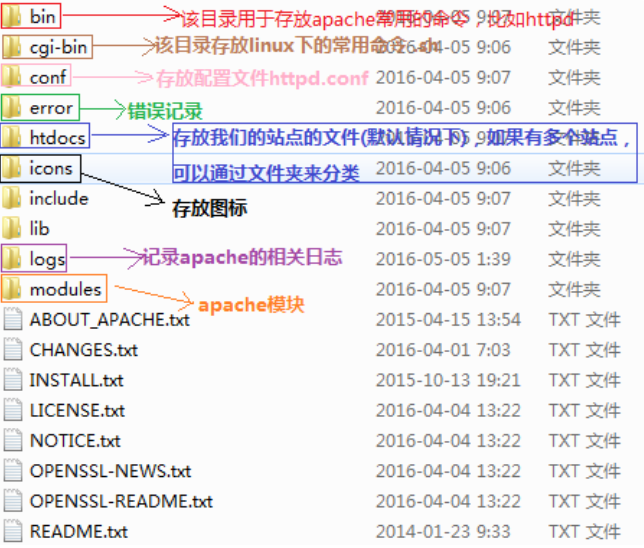 bin 该目录用于存放apache常用的命令，比如httpd 2016-04-05 9:07 文件夹
cgi-bin 该目录存放linux下的常用命令 .sh 2016-04-05 9:06 文件夹
conf 存放配置文件httpd.conf 2016-04-05 9:07 文件夹
error 错误记录 2016-04-05 9:06 文件夹
htdocs 存放我们的站点的文件(默认情况下)，如果有多个站点， 文件夹
icons 可以通过文件夹来分类 2016-04-05 9:06 文件夹
include 存放图标 2016-04-05 9:07 文件夹
lib 2016-04-05 9:07 文件夹
logs 记录apache的相关日志 2016-05-05 1:39 文件夹
modules apache模块 2016-04-05 9:07 文件夹
ABOUT_APACHE.txt 2015-04-15 13:54 TXT 文件
CHANGES.txt 2016-04-01 7:03 TXT 文件
INSTALL.txt 2015-10-13 19:21 TXT 文件
LICENSE.txt 2016-04-04 13:22 TXT 文件
NOTICE.txt 2016-04-04 13:22 TXT 文件
OPENSSL-NEWS.txt 2016-04-04 13:22 TXT 文件
OPENSSL-README.txt 2016-04-04 13:22 TXT 文件
README.txt 2014-01-23 9:33 TXT 文件